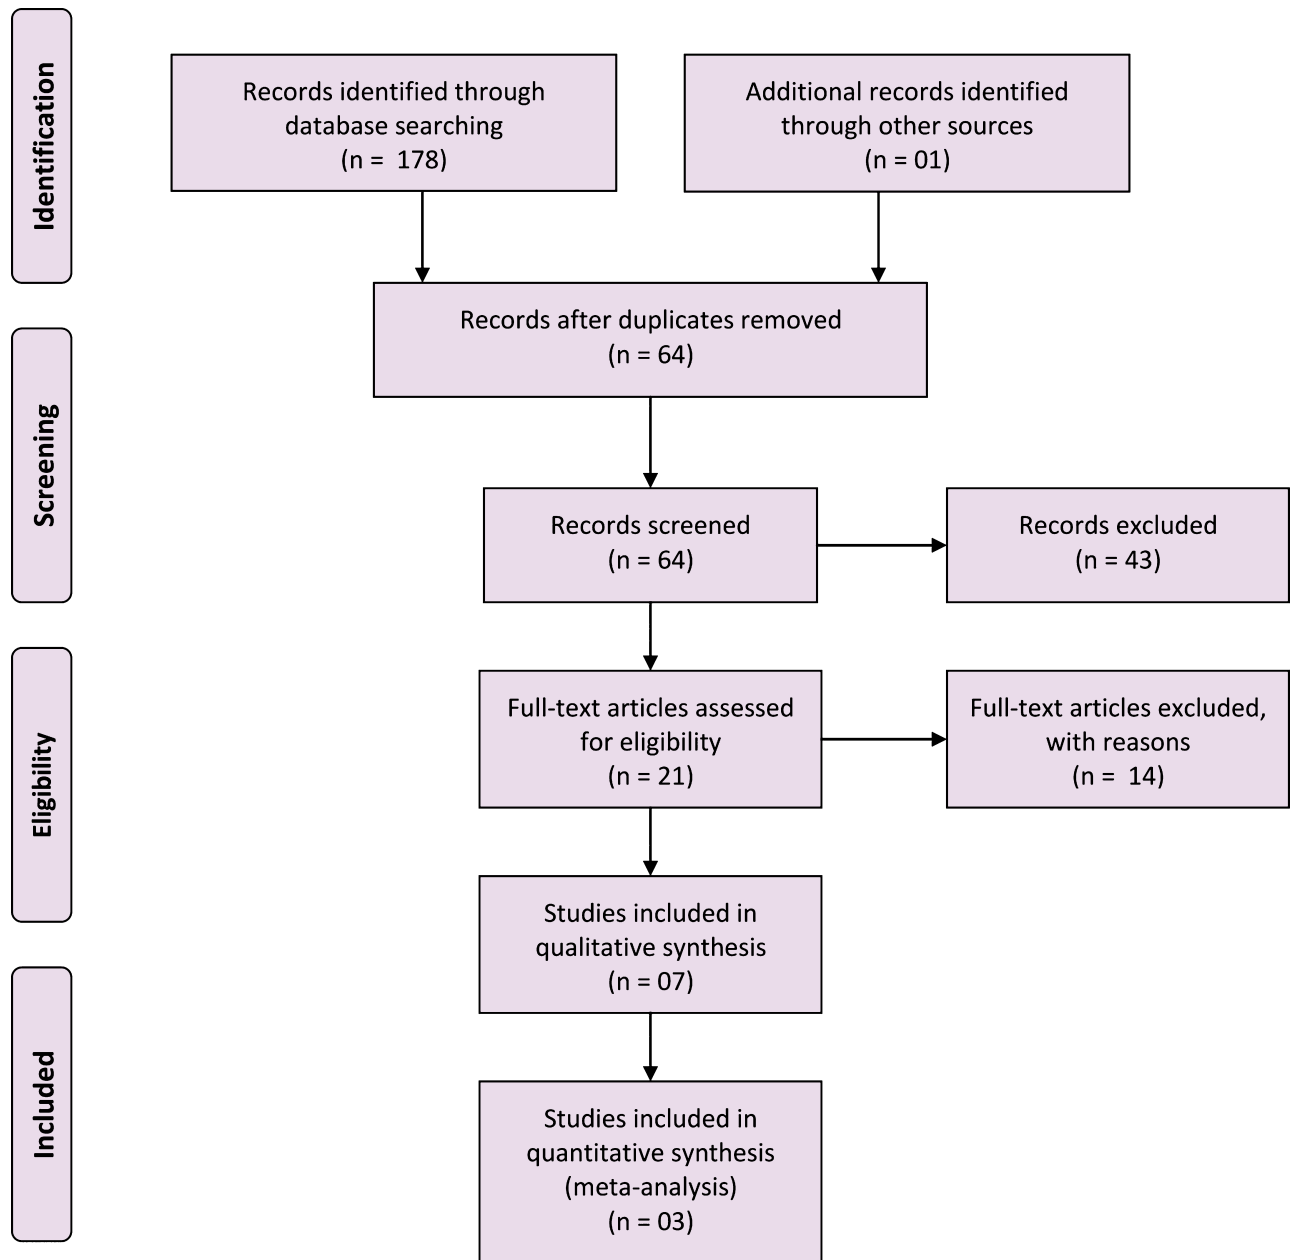 Identification
Records identified through
database searching
(n =  178)
Additional records identified
through other sources
(n = 01)
Records after duplicates removed
(n = 64)
Screening
Records screened
(n = 64)
Records excluded
(n = 43)
Eligibility
Full-text articles assessed
for eligibility
(n = 21)
Full-text articles excluded,
with reasons
(n =  14)
Studies included in
qualitative synthesis
(n = 07)
Included
Studies included in
quantitative synthesis
(meta-analysis)
(n = 03)